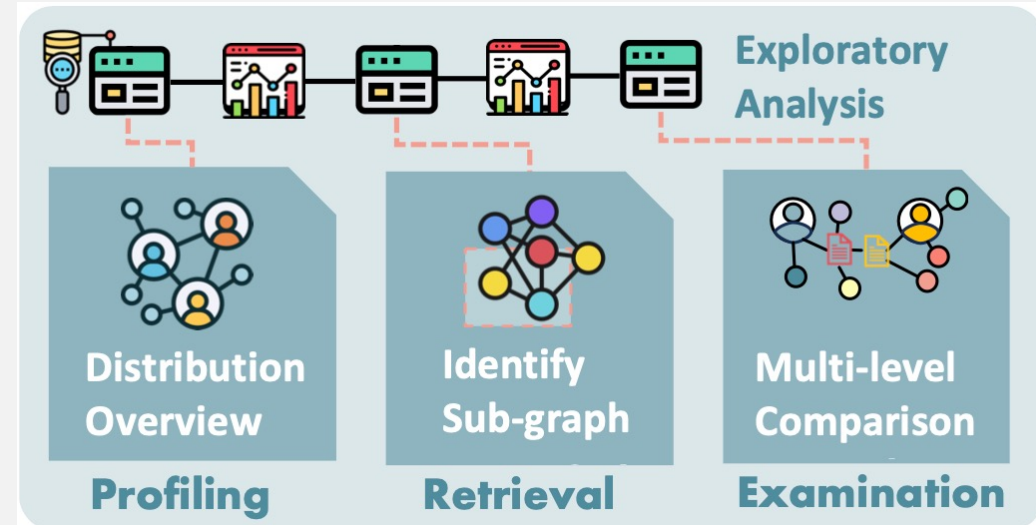 Exploratory
Analysis
Distribution
Overview
Identify
Sub-graph
Multi-level
Comparison
Profiling
Retrieval
Examination